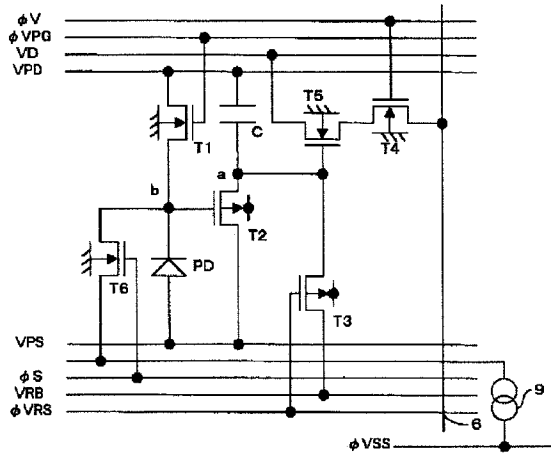 φV
φVPG
VD
VPD
T5
T1
C
T4
a
b
T2
T6
PD
T3
VPS
φS
VRB
φVRS
9
6
φVSS